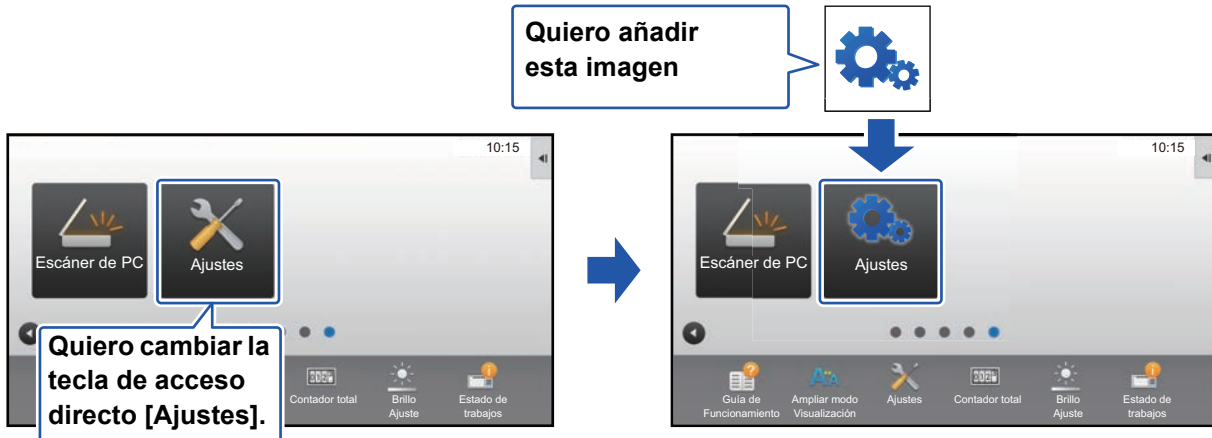 Quiero añadir
esta imagen
10:15
Escáner de PC
Ajustes
Quiero cambiar la
tecla de acceso
directo [Ajustes].
Contador total
Brillo
Ajuste
Estado de
trabajos
10:15
Escáner de PC
Ajustes
Guía de
Funcionamiento
Ampliar modo
Visualización
Ajustes
Contador total
Brillo
Ajuste
Estado de
trabajos